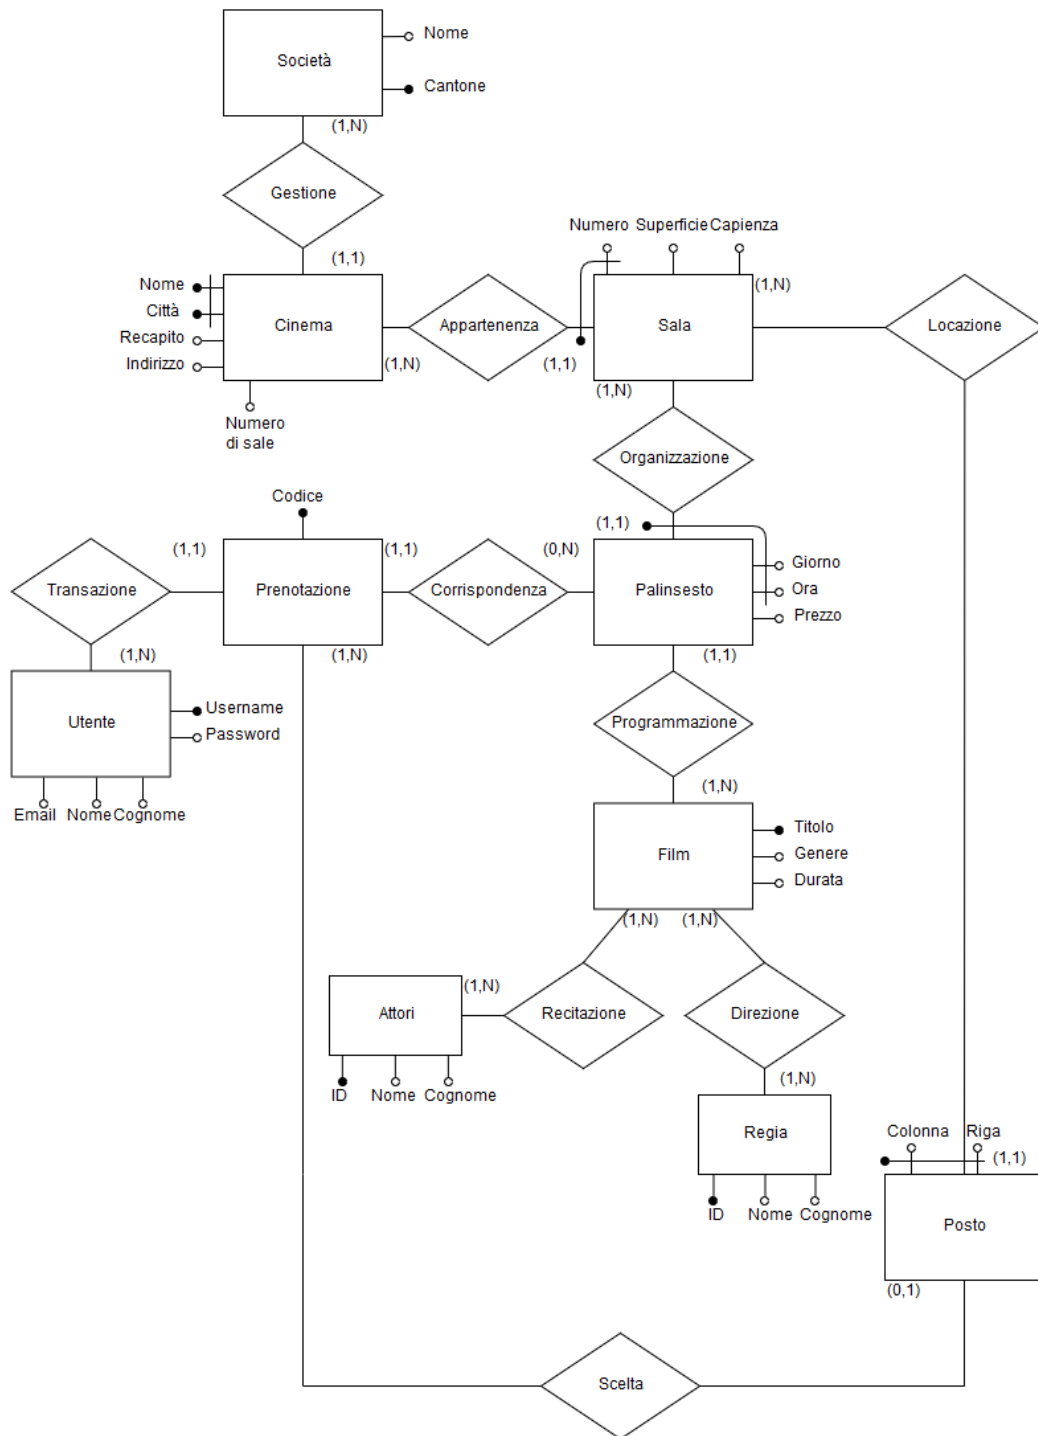 Società
Nome
Cantone
(1,N)
Gestione
(1,1)
Numero
Superficie
Capienza
Nome
Città
Recapito
Indirizzo
Cinema
Numero
di sale
(1,N)
Appartenenza
(1,1)
Sala
(1,N)
(1,N)
Locazione
Organizzazione
Codice
(1,1)
Transazione
(1,1)
Prenotazione
(1,1)
Corrispondenza
(0,N)
(1,1)
Palinsesto
Giorno
Ora
Prezzo
(1,N)
(1,N)
(1,1)
Utente
Username
Password
Email
Nome
Cognome
Programmazione
(1,N)
Film
Titolo
Genere
Durata
(1,N)
(1,N)
Attori
(1,N)
Recitazione
Direzione
ID
Nome
Cognome
(1,N)
Regia
ID
Nome
Cognome
Colonna
Riga
(1,1)
Posto
(0,1)
Scelta